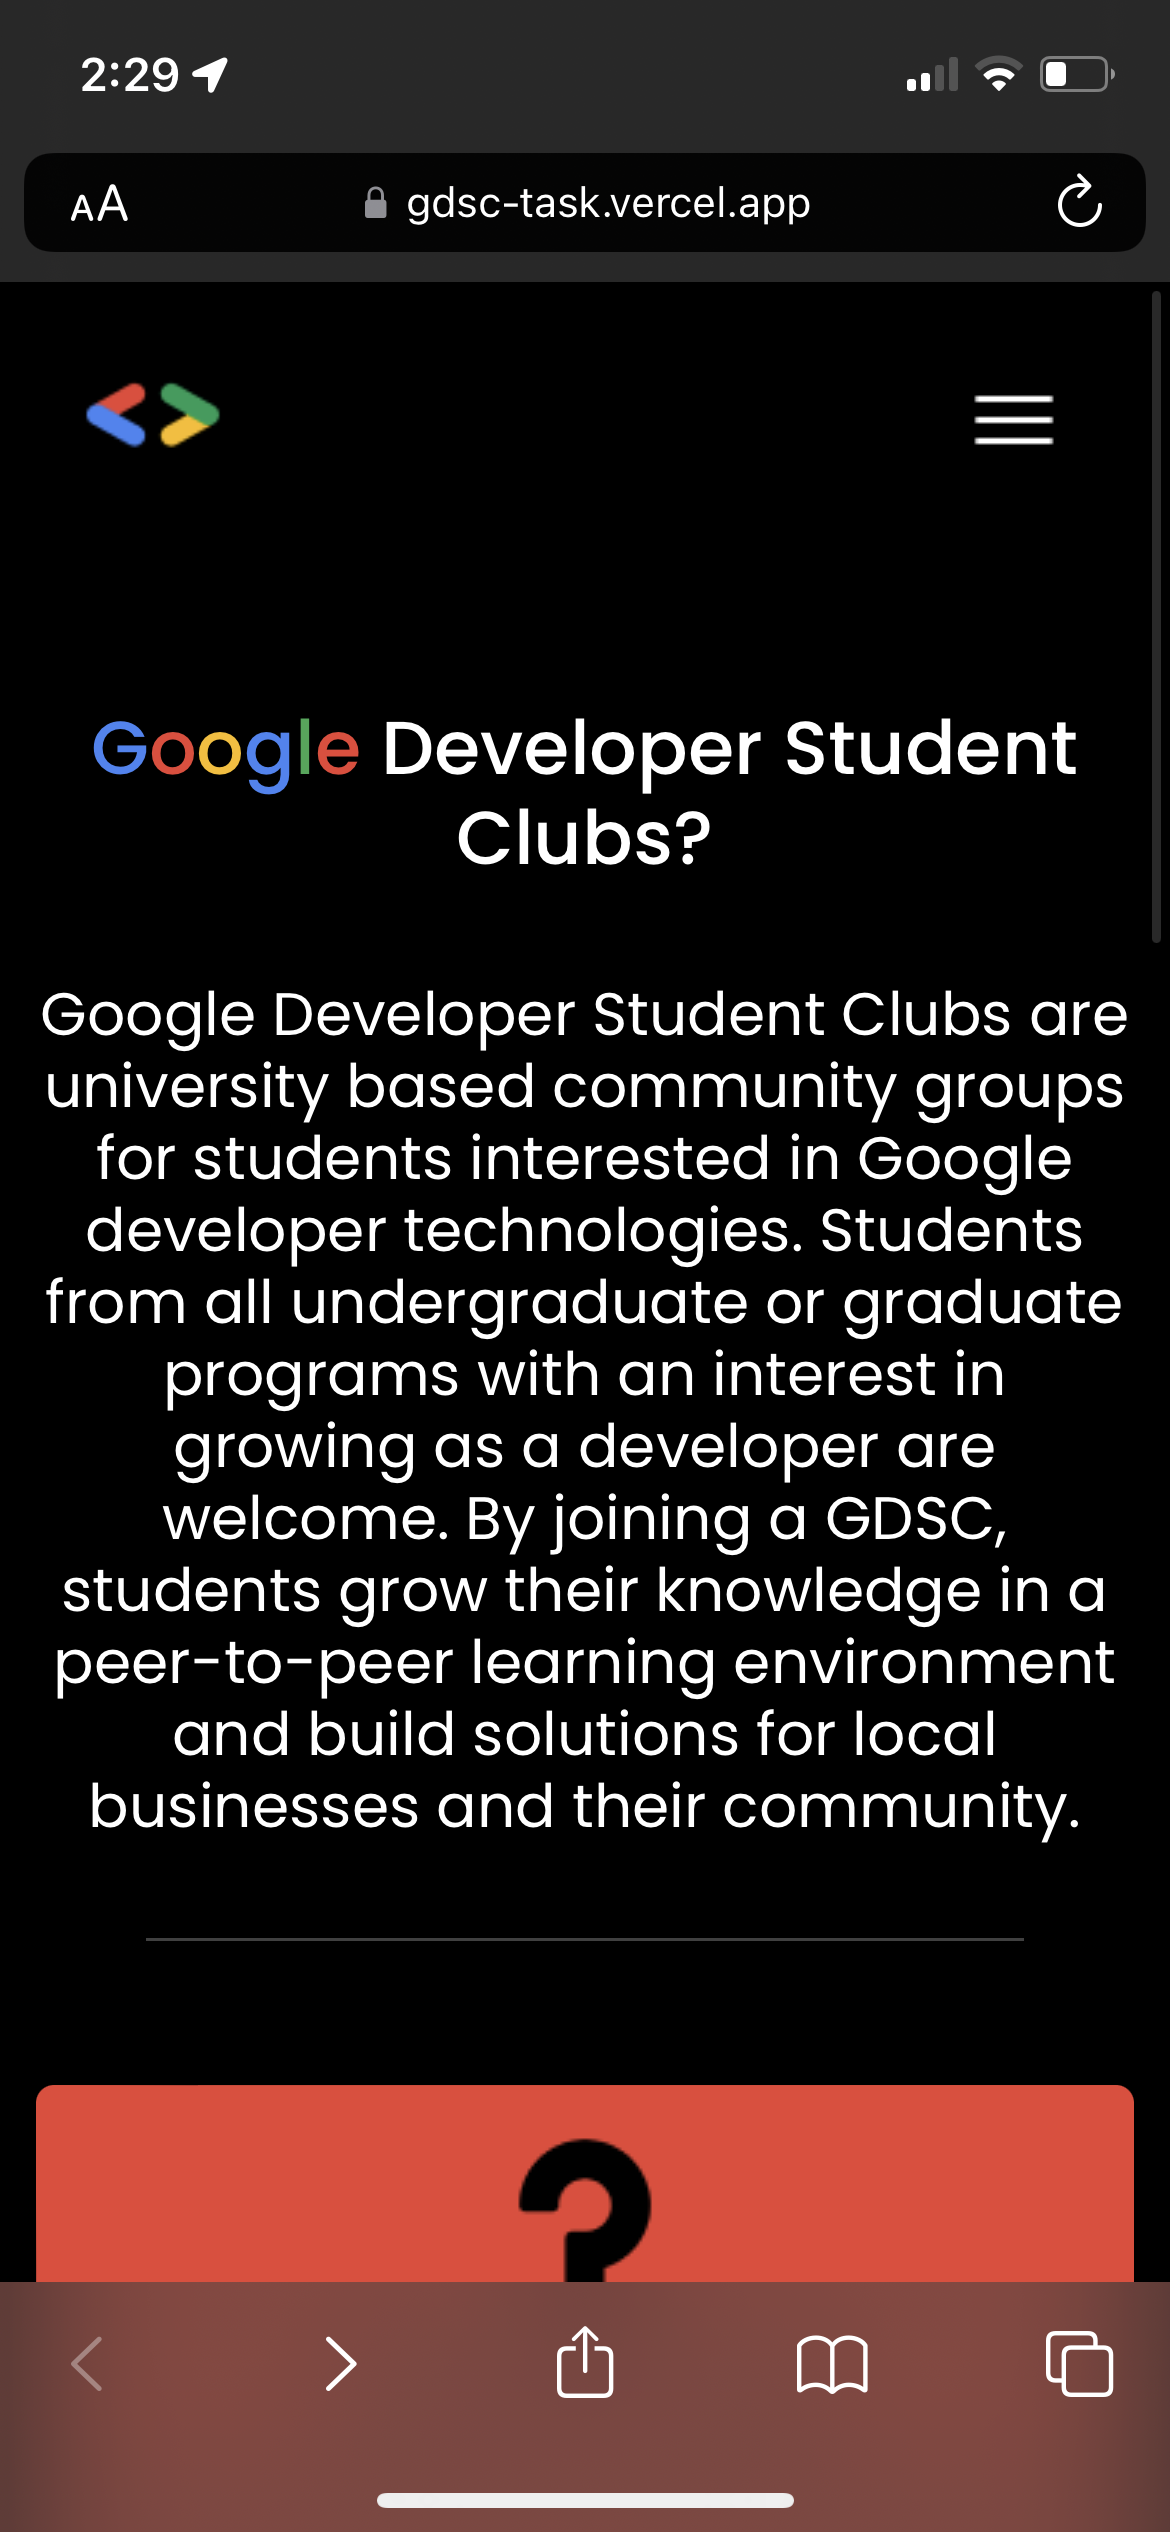 2:29
AA
gdsc-task.vercel.app
<>
Google Developer Student
Clubs?
Google Developer Student Clubs are
university based community groups
for students interested in Google
developer technologies. Students
from all undergraduate or graduate
programs with an interest in
growing as a developer are
welcome. By joining a GDSC,
students grow their knowledge in a
peer-to-peer learning environment
and build solutions for local
businesses and their community.
?